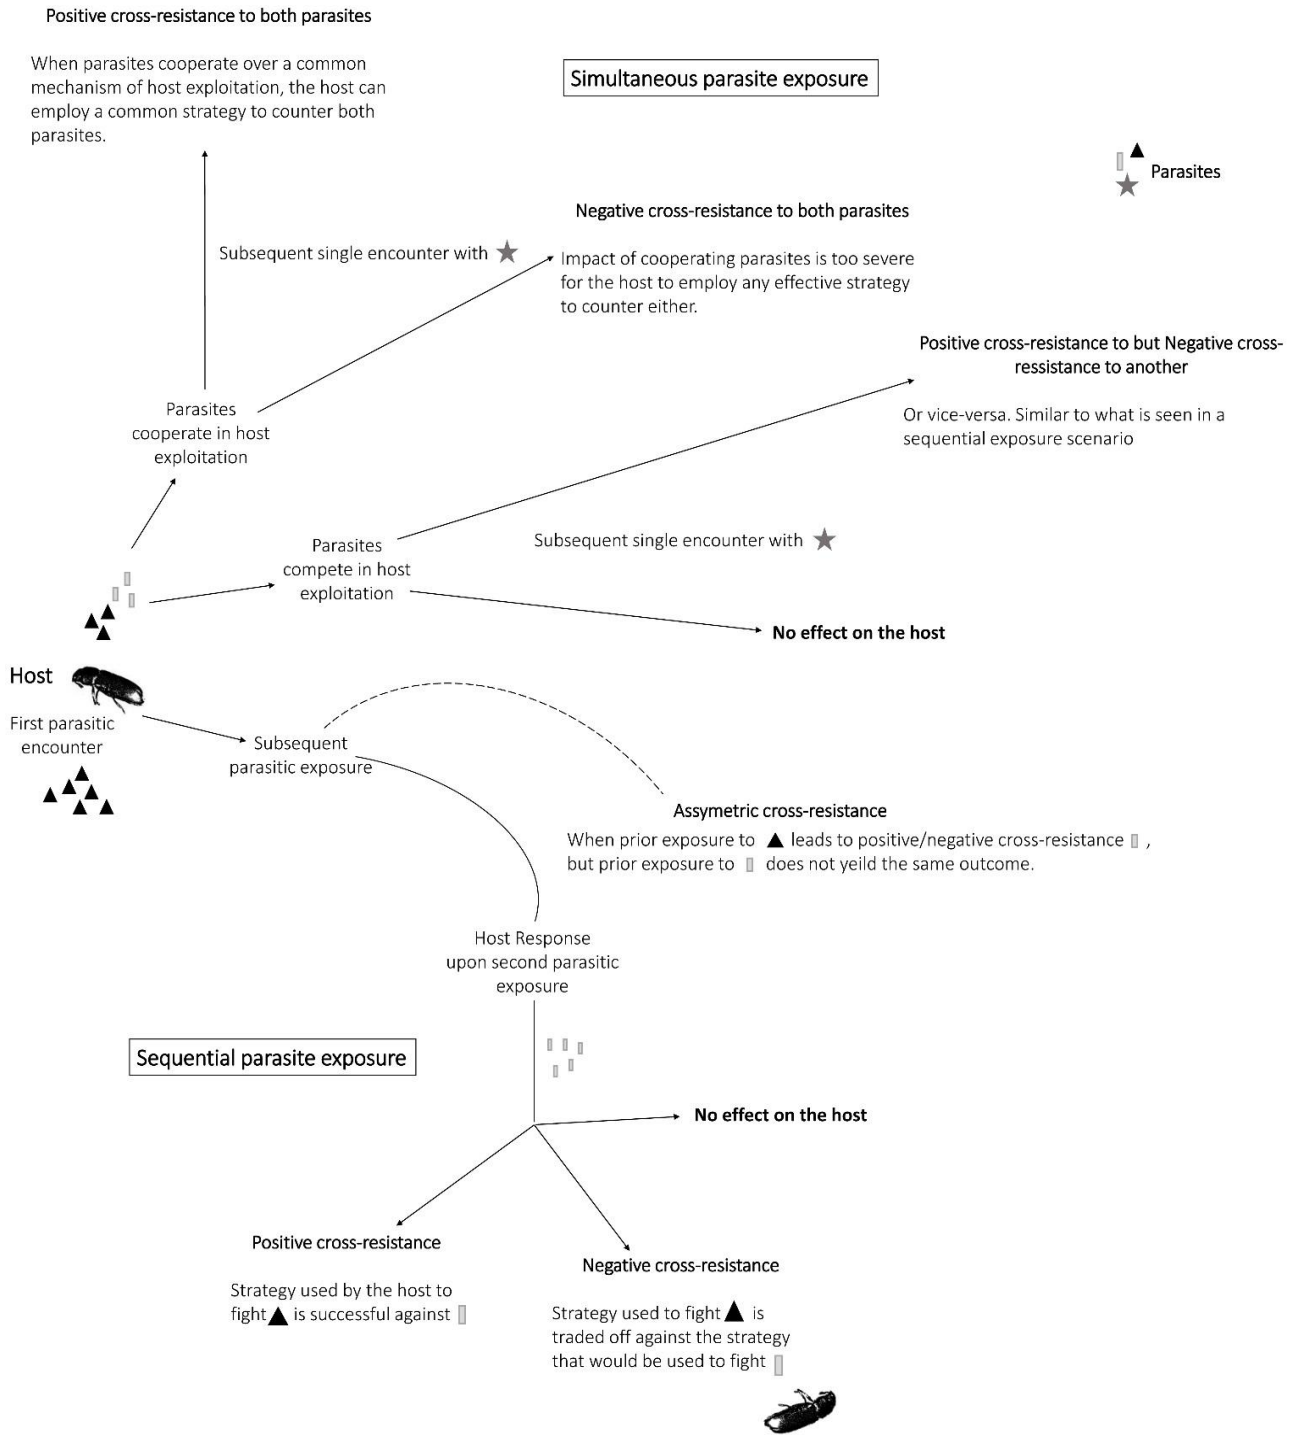 Positive cross-resistance to both parasites
When parasites cooperate over a common
mechanism of host exploitation, the host can
employ a common strategy to counter both
parasites.
Simultaneous parasite exposure
Parasites
Negative cross-resistance to both parasites
Subsequent single encounter with
Impact of cooperating parasites is too severe
for the host to employ any effective strategy
to counter either.
Positive cross-resistance to but Negative cross-
ressistance to another
Or vice-versa. Similar to what is seen in a
sequential exposure scenario
Parasites
cooperate in host
exploitation
Subsequent single encounter with
Parasites
compete in host
exploitation
No effect on the host
Host
First parasitic
encounter
Subsequent
parasitic exposure
Assymetric cross-resistance
When prior exposure to ▲ leads to positive/negative cross-resistance ,
but prior exposure to does not yeild the same outcome.
Host Response
upon second parasitic
exposure
Sequential parasite exposure
No effect on the host
Positive cross-resistance
Strategy used by the host to
fight ▲ is successful against
Negative cross-resistance
Strategy used to fight ▲ is
traded off against the strategy
that would be used to fight